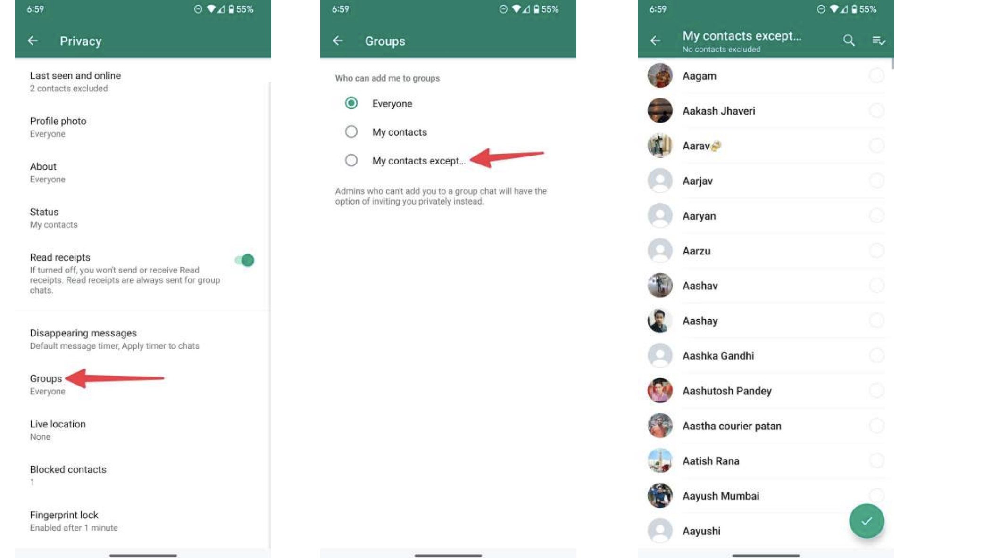 6:59
55%
Privacy
Last seen and online
2 contacts excluded
Profile photo
Everyone
About
Everyone
Status
My contacts
Read receipts
If turned off, you won't send or receive Read
receipts. Read receipts are always sent for group
chats.
Disappearing messages
Default message timer, Apply timer to chats
Groups
Everyone
Live location
None
Blocked contacts
1
Fingerprint lock
Enabled after 1 minute
6:59
55%
Groups
Who can add me to groups
Everyone
My contacts
My contacts except...
Admins who can't add you to a group chat will have the
option of inviting you privately instead.
6:59
55%
My contacts except...
No contacts excluded
Aagam
Aakash Jhaveri
Aarav
Aarjav
Aaryan
Aarzu
Aashav
Aashay
Aashka Gandhi
Aashutosh Pandey
Aastha courier patan
Aatish Rana
Aayush Mumbai
Aayushi